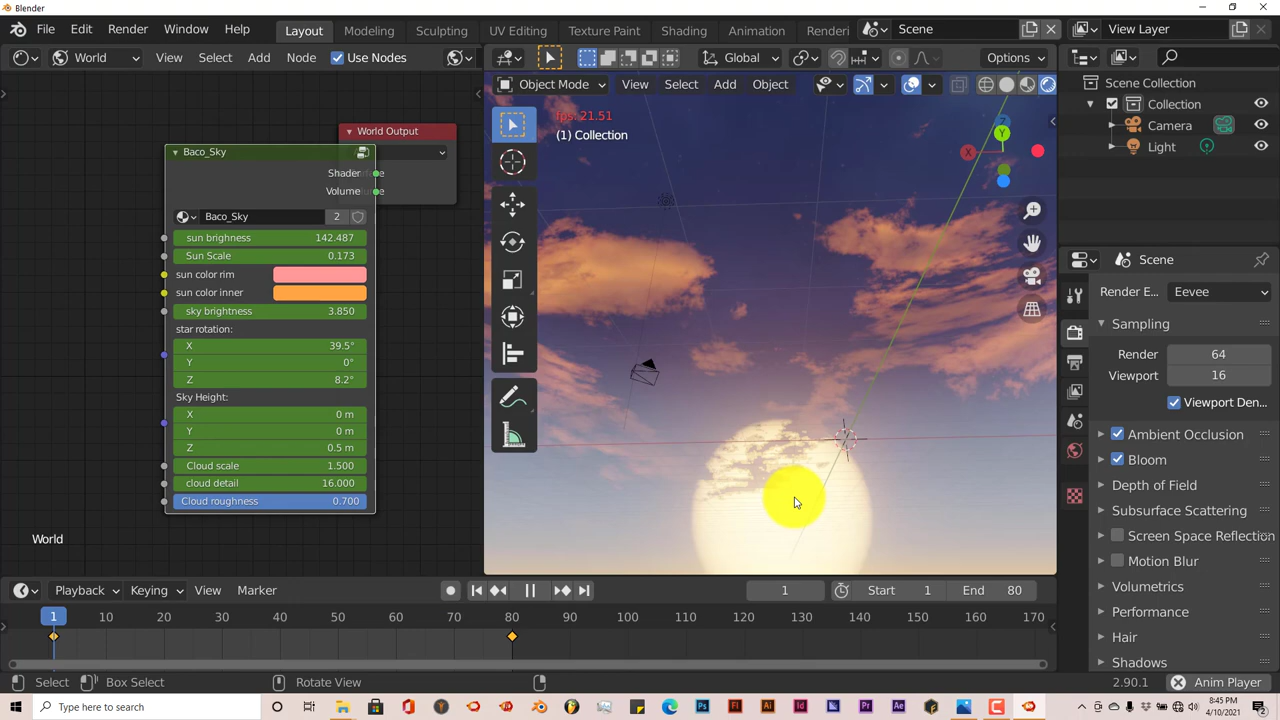 Blender
File Edit Render Window Help Layout Modeling Sculpting UV Editing Texture Paint Shading Animation Renderi Scene View Layer
World View Select Add Node Use Nodes Global Options
Object Mode View Select Add Object
fps: 21.51
(1) Collection
Scene Collection
Collection
Camera
Light
World Output
Baco_Sky
Shader
Volume
Baco_Sky 2
sun brighness 142.487
Sun Scale 0.173
sun color rim
sun color inner
sky brightness 3.850
star rotation:
X 39.5°
Y 0°
Z 8.2°
Sky Height:
X 0 m
Y 0 m
Z 0.5 m
Cloud scale 1.500
cloud detail 16.000
Cloud roughness 0.700
World
X Y
Scene
Render E... Eevee
Sampling
Render 64
Viewport 16
Viewport Den...
Ambient Occlusion
Bloom
Depth of Field
Subsurface Scattering
Screen Space Reflection
Motion Blur
Volumetrics
Performance
Hair
Shadows
Playback Keying View Marker 1 Start 1 End 80
1 10 20 30 40 50 60 70 80 90 100 110 120 130 140 150 160 170
Select Box Select Rotate View 2.90.1 Anim Player
Type here to search Ps Fl Ai Id Pr Ae 8:45 PM
4/10/2021 2